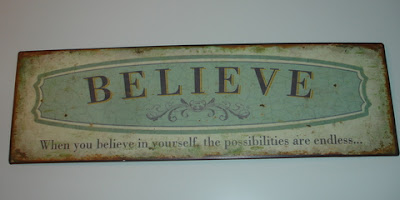 BELIEVE
When you believe in yourself, the possibilities are endless...